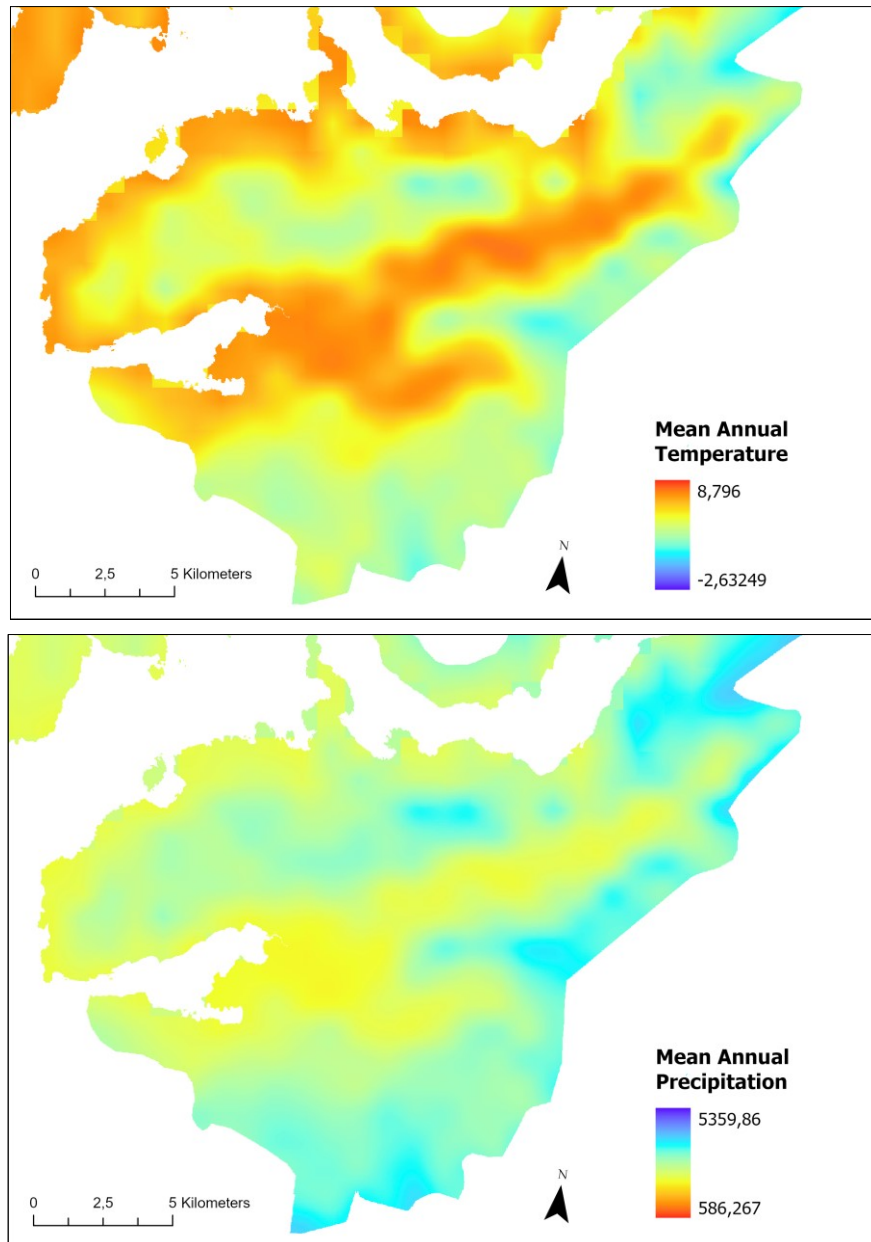 Mean Annual
Temperature
8,796
-2,63249
N
0 2,5 5 Kilometers
Mean Annual
Precipitation
5359,86
586,267
N
0 2,5 5 Kilometers